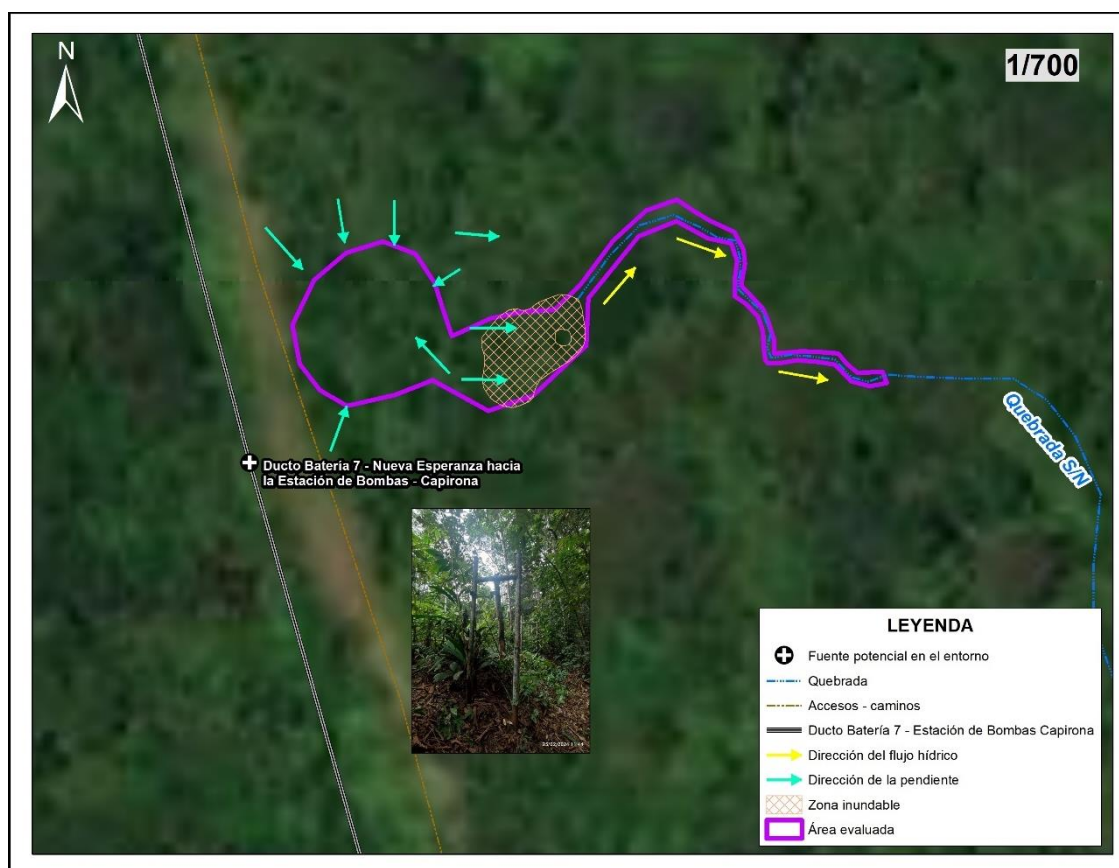 N
1/700
Quebrada S/N
Ducto Batería 7 - Nueva Esperanza hacia
la Estación de Bombas - Capirona
LEYENDA
Fuente potencial en el entorno
Quebrada
Accesos - caminos
Ducto Batería 7 - Estación de Bombas Capirona
Dirección del flujo hídrico
Dirección de la pendiente
Zona inundable
Área evaluada